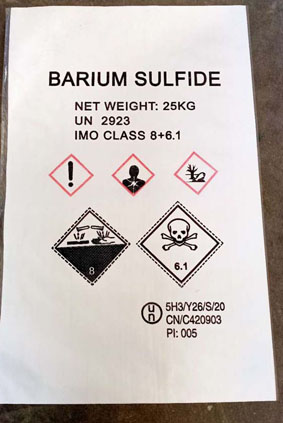 BARIUM SULFIDE
NET WEIGHT: 25KG
UN 2923
IMO CLASS 8+6.1
8
6.1
un
5H3/Y26/S/20
CN/C420903
PI: 005